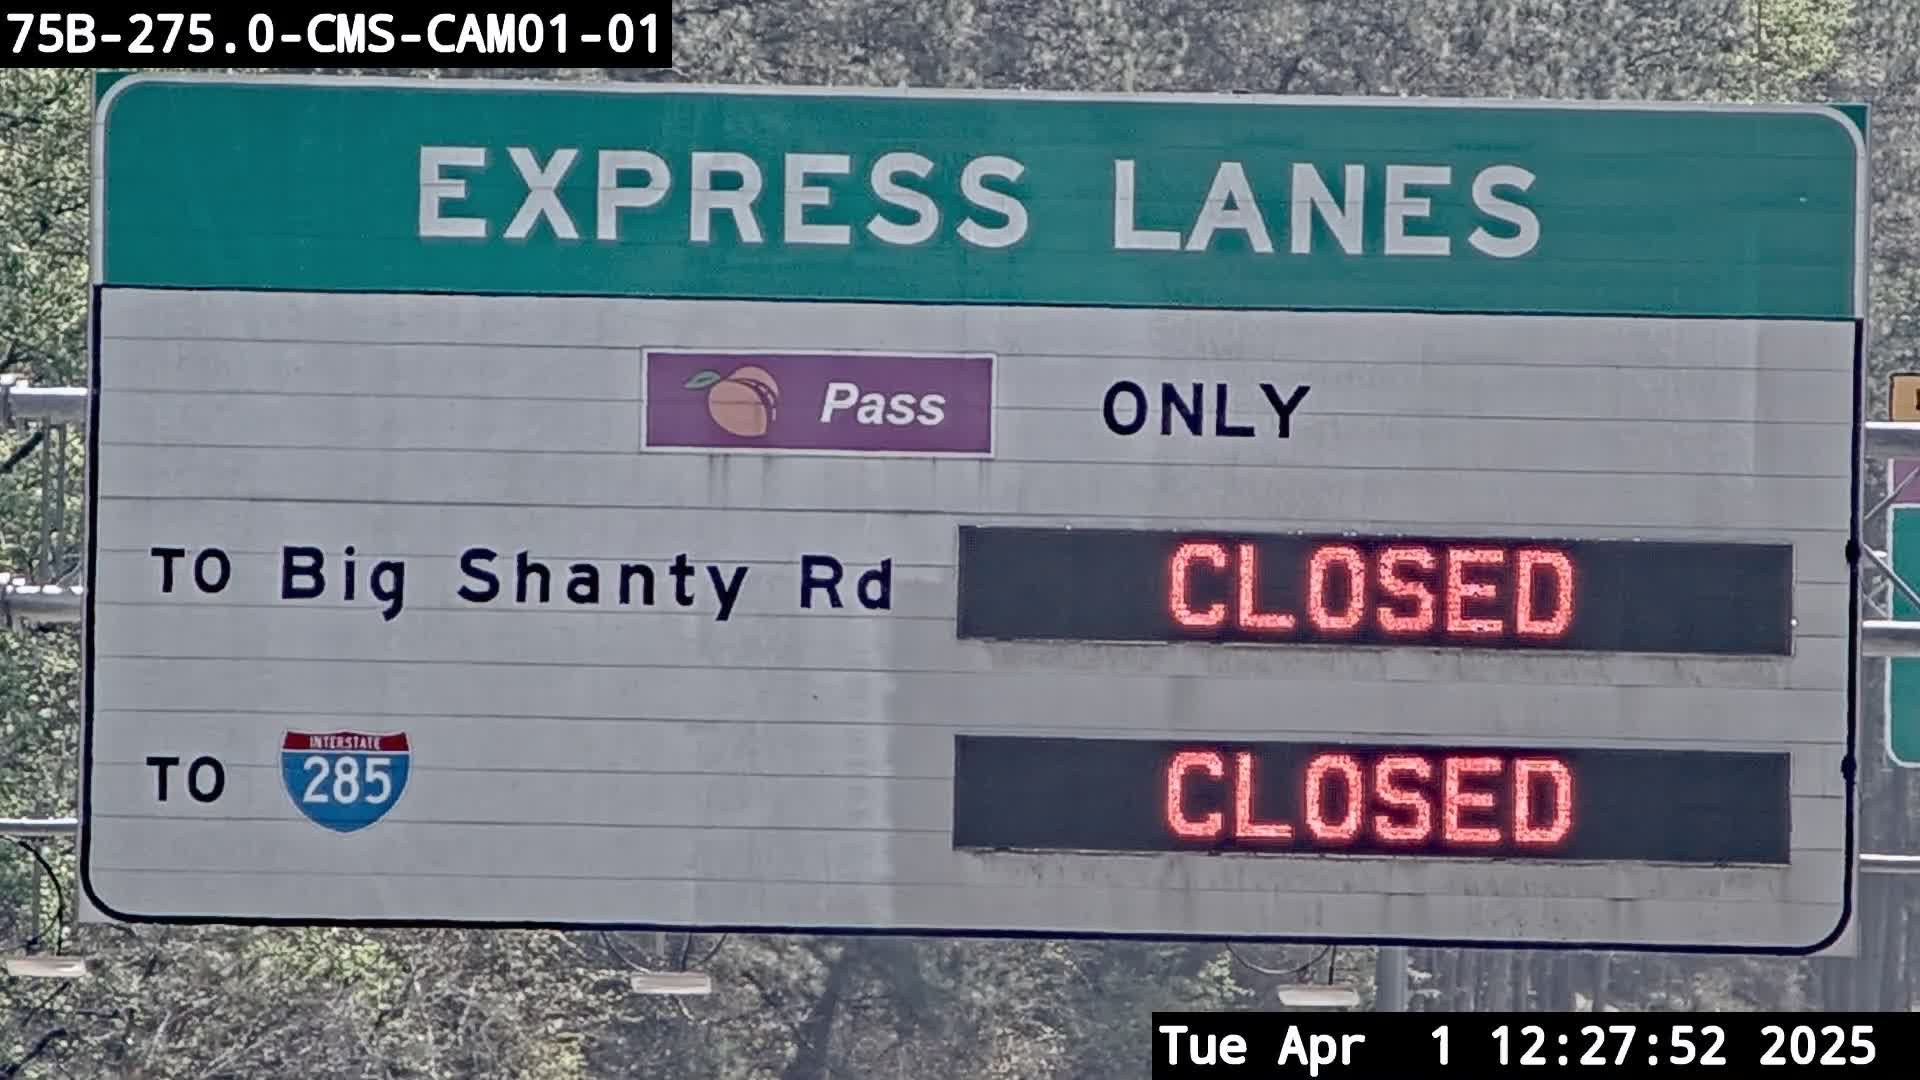 75B-275.0-CMS-CAM01-01
EXPRESS LANES
Pass ONLY
TO Big Shanty Rd CLOSED
INTERSTATE
TO 285 CLOSED
Tue Apr 1 12:27:52 2025